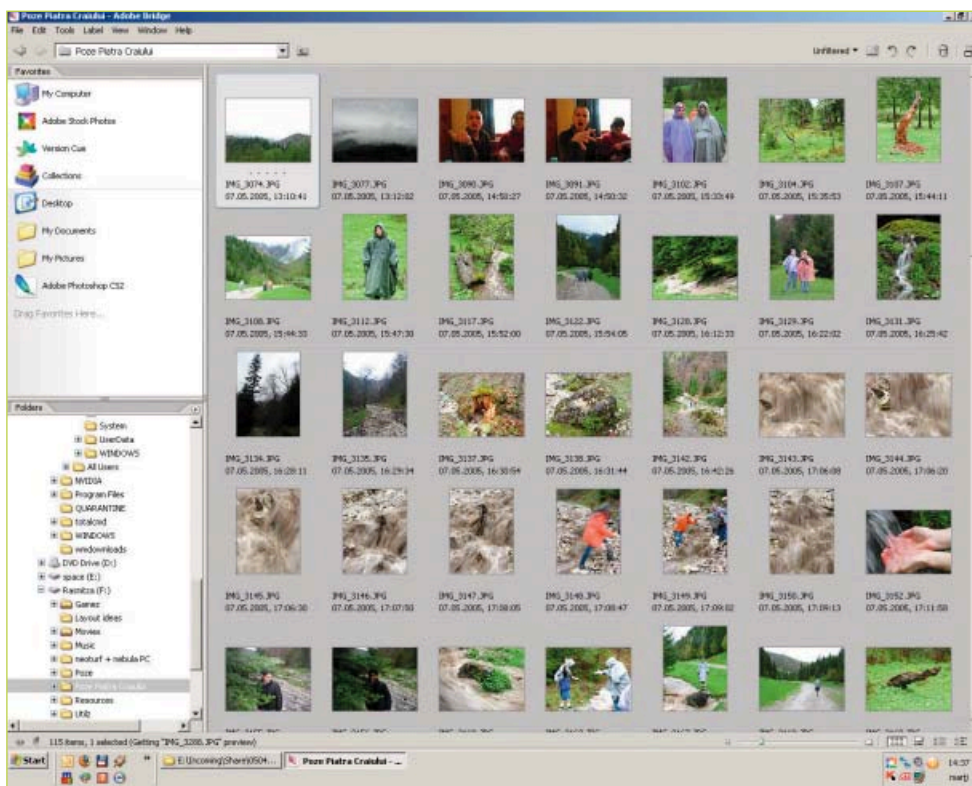 Poze Piatra Craiului - Adobe Bridge
File Edit Tools Label View Window Help
Poze Piatra Craiului
Unfiltered
Favorites
My Computer
Adobe Stock Photos
Version Cue
Collections
Desktop
My Documents
My Pictures
Adobe Photoshop CS2
Drag Favorites Here...
Folders
System
UserData
WINDOWS
All Users
NVIDIA
Program Files
QUARANTINE
totalcmd
WINDOWS
wndownloads
DVD Drive (D:)
space (E:)
Rasnitza (F:)
Games
Layout ideas
Movies
Music
neoturf + nebula PC
Poze
Poze Piatra Craiului
Resources
Utilz
IMG_3074.JPG IMG_3077.JPG IMG_3090.JPG IMG_3091.JPG IMG_3102.JPG IMG_3104.JPG IMG_3107.JPG
07.05.2005, 13:10:41 07.05.2005, 13:12:02 07.05.2005, 14:50:27 07.05.2005, 14:50:32 07.05.2005, 15:33:49 07.05.2005, 15:35:53 07.05.2005, 15:44:11
IMG_3108.JPG IMG_3112.JPG IMG_3117.JPG IMG_3122.JPG IMG_3128.JPG IMG_3129.JPG IMG_3131.JPG
07.05.2005, 15:44:33 07.05.2005, 15:47:30 07.05.2005, 15:52:00 07.05.2005, 15:54:05 07.05.2005, 16:12:33 07.05.2005, 16:22:02 07.05.2005, 16:25:42
IMG_3134.JPG IMG_3135.JPG IMG_3137.JPG IMG_3138.JPG IMG_3142.JPG IMG_3143.JPG IMG_3144.JPG
07.05.2005, 16:28:11 07.05.2005, 16:29:34 07.05.2005, 16:30:54 07.05.2005, 16:31:44 07.05.2005, 16:42:26 07.05.2005, 17:06:08 07.05.2005, 17:06:20
IMG_3145.JPG IMG_3146.JPG IMG_3147.JPG IMG_3148.JPG IMG_3149.JPG IMG_3150.JPG IMG_3152.JPG
07.05.2005, 17:06:30 07.05.2005, 17:07:50 07.05.2005, 17:08:05 07.05.2005, 17:08:47 07.05.2005, 17:09:02 07.05.2005, 17:09:13 07.05.2005, 17:11:58
115 items, 1 selected (Getting "IMG_3288.JPG" preview)
Start
E:\Incoming\Share\0504...
Poze Piatra Craiului - ...
14:37
marți